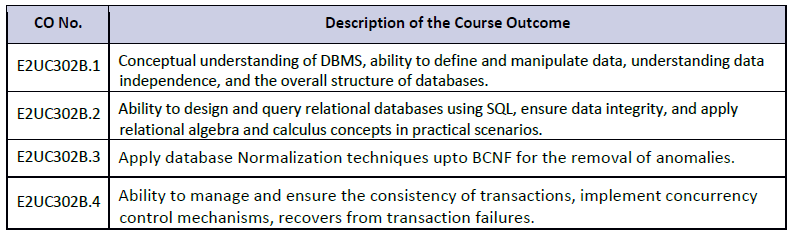 CO No. Description of the Course Outcome
E2UC302B.1 Conceptual understanding of DBMS, ability to define and manipulate data, understanding data
independence, and the overall structure of databases.
E2UC302B.2 Ability to design and query relational databases using SQL, ensure data integrity, and apply
relational algebra and calculus concepts in practical scenarios.
E2UC302B.3 Apply database Normalization techniques upto BCNF for the removal of anomalies.
E2UC302B.4 Ability to manage and ensure the consistency of transactions, implement concurrency
control mechanisms, recovers from transaction failures.